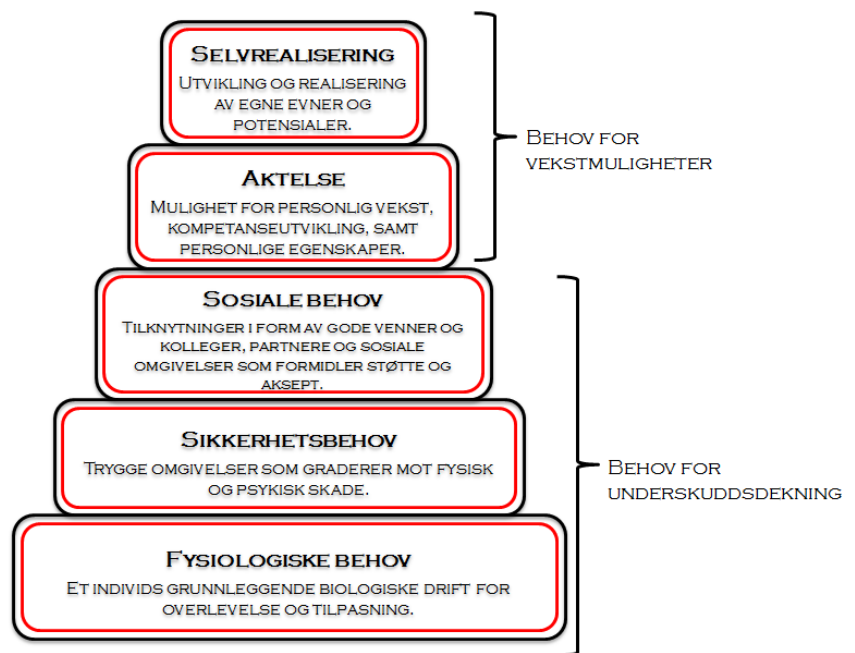 SELVREALISERING
UTVIKLING OG REALISERING
AV EGNE EVNER OG
POTENSIALER.
BEHOV FOR
VEKSTMULIGHETER
AKTELSE
MULIGHET FOR PERSONLIG VEKST,
KOMPETANSEUTVIKLING, SAMT
PERSONLIGE EGENSKAPER.
SOSIALE BEHOV
TILKNYTNINGER I FORM AV GODE VENNER OG
KOLLEGER, PARTNERE OG SOSIALE
OMGIVELSER SOM FORMIDLER STØTTE OG
AKSEPT.
SIKKERHETSBEHOV
TRYGGE OMGIVELSER SOM GRADERER MOT FYSISK
OG PSYKISK SKADE.
BEHOV FOR
UNDERSKUDDSDEKNING
FYSIOLOGISKE BEHOV
ET INDIVIDS GRUNNLEGGENDE BIOLOGISKE DRIFT FOR
OVERLEVELSE OG TILPASNING.